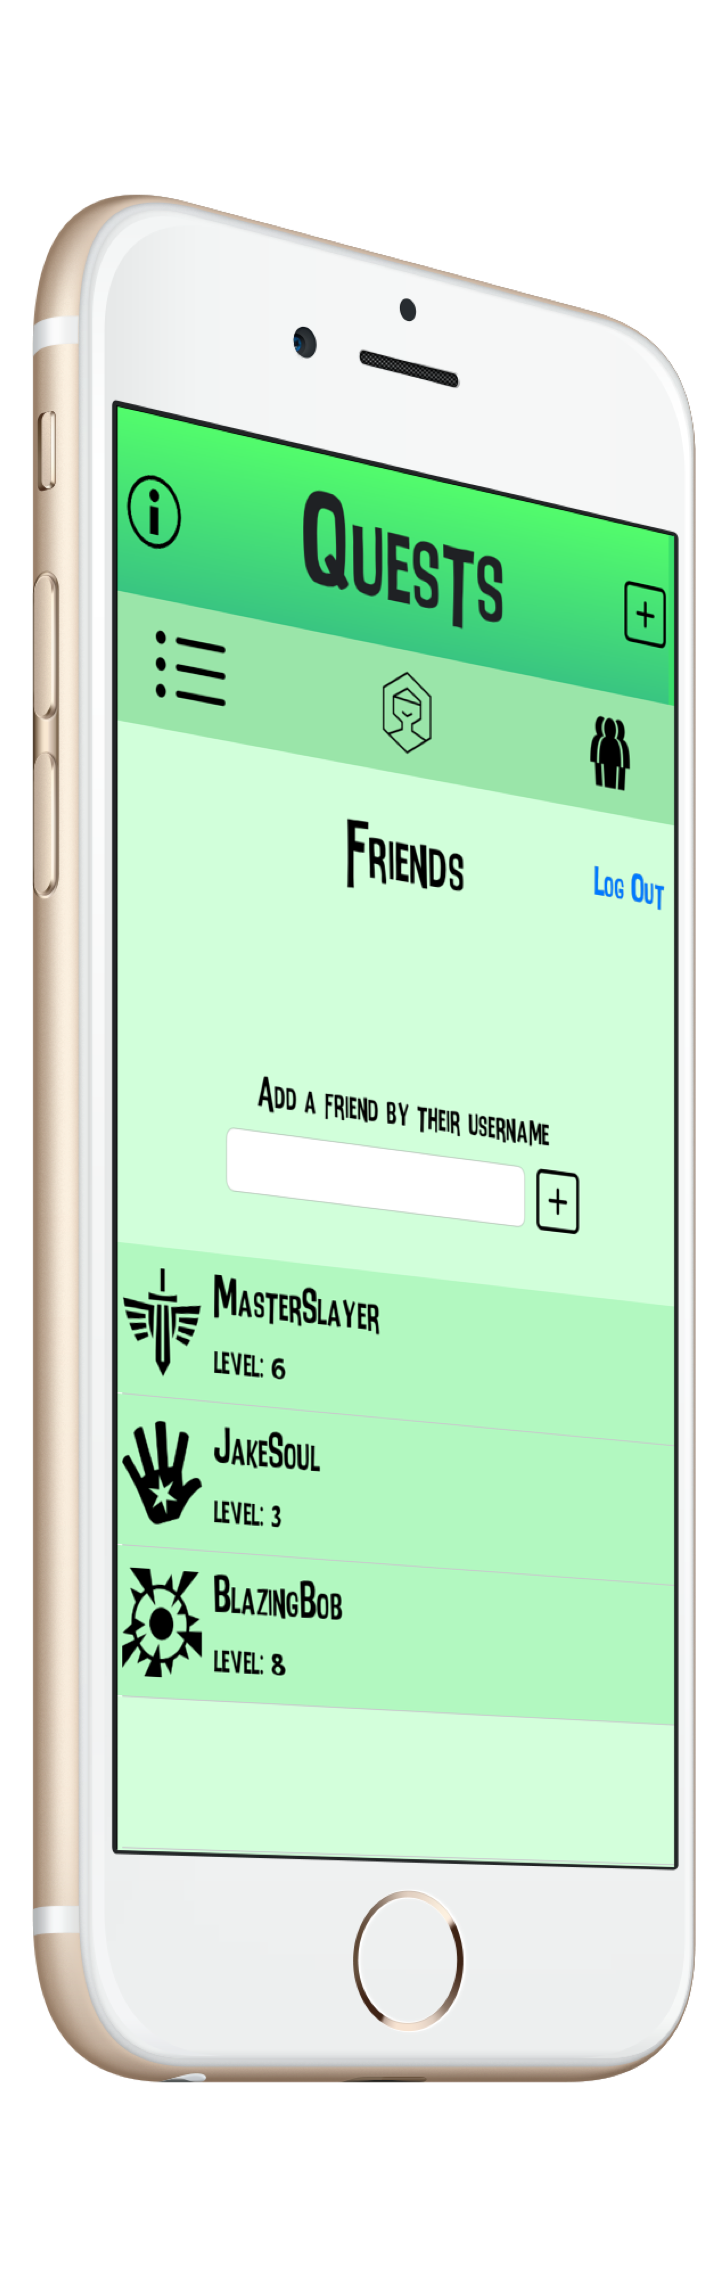 Quests
Friends
Log Out
Add a friend by their username
MasterSlayer
level: 6
JakeSoul
level: 3
BlazingBob
level: 8